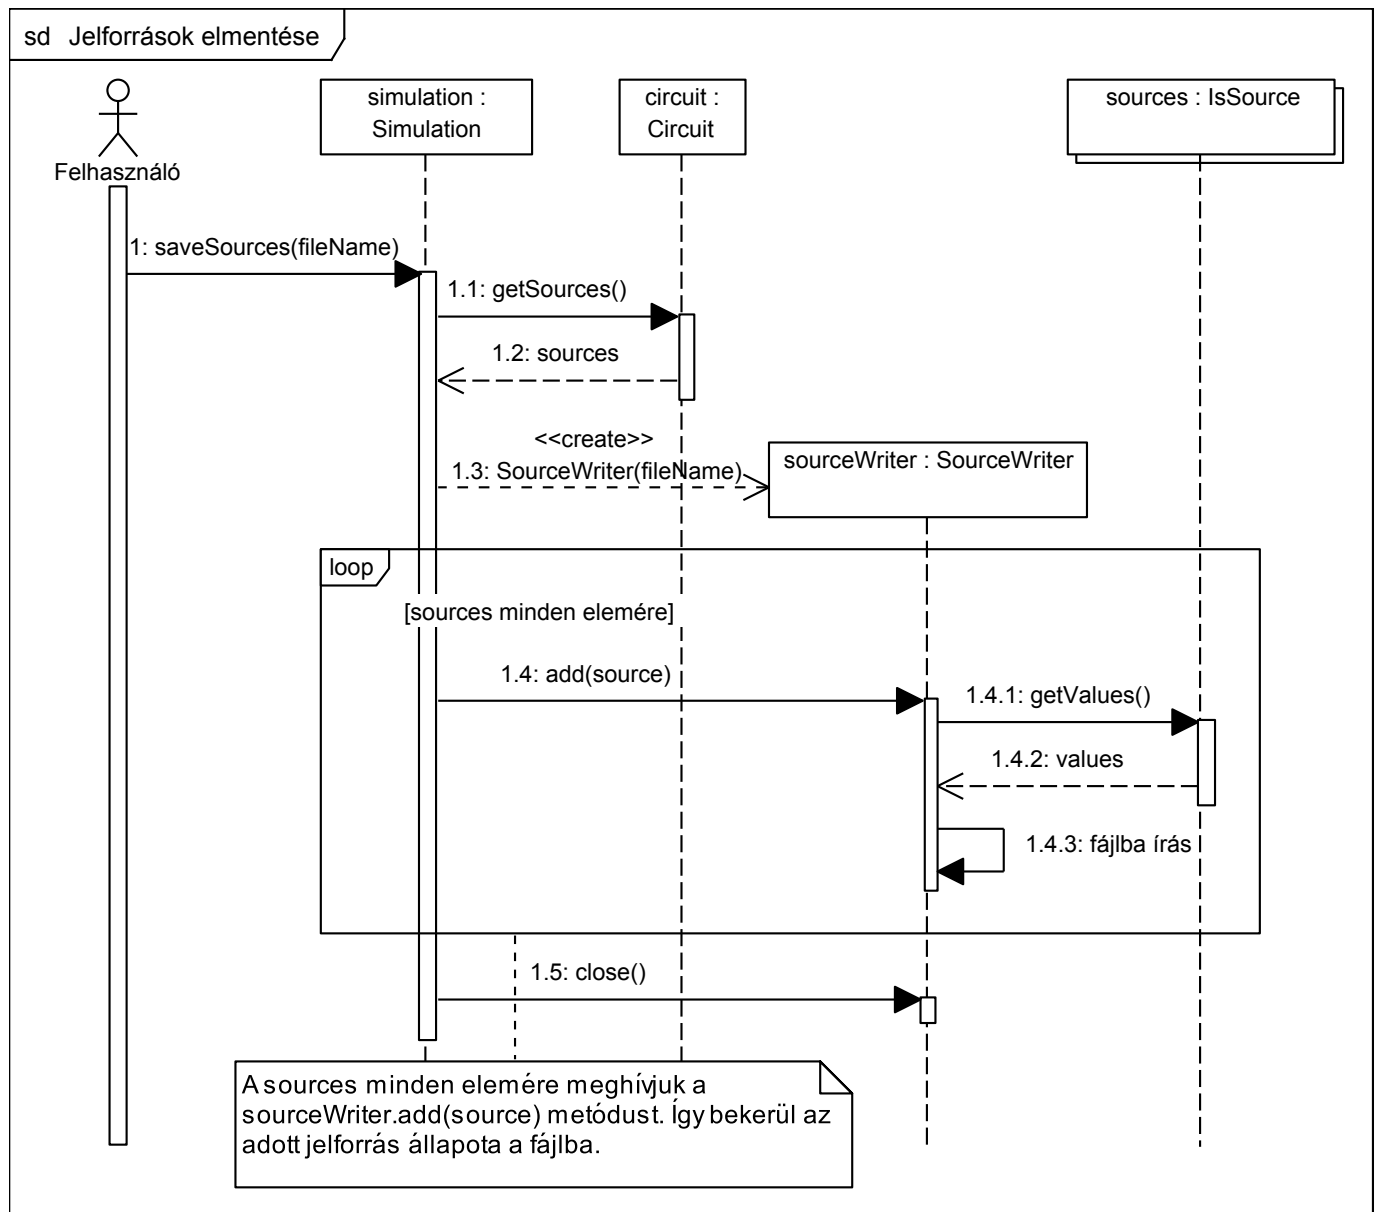 sd Jelforrások elmentése
simulation :
Simulation
circuit :
Circuit
sources : IsSource
Felhasználó
1: saveSources(fileName)
1.1: getSources()
1.2: sources
<<create>>
1.3: SourceWriter(fileName)
sourceWriter : SourceWriter
loop
[sources minden elemére]
1.4: add(source)
1.4.1: getValues()
1.4.2: values
1.4.3: fájlba írás
1.5: close()
A sources minden elemére meghívjuk a
sourceWriter.add(source) metódust. Így bekerül az
adott jelforrás állapota a fájlba.